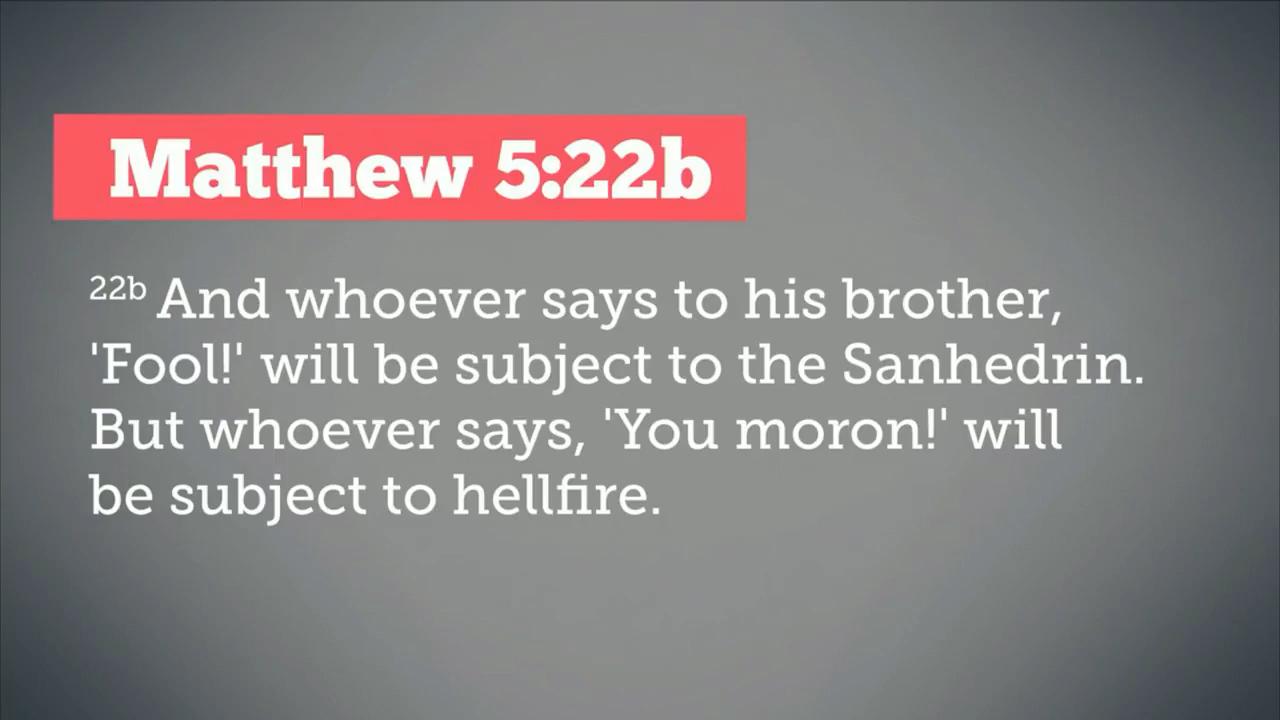 Matthew 5:22b
22b And whoever says to his brother,
'Fool!' will be subject to the Sanhedrin.
But whoever says, 'You moron!' will
be subject to hellfire.